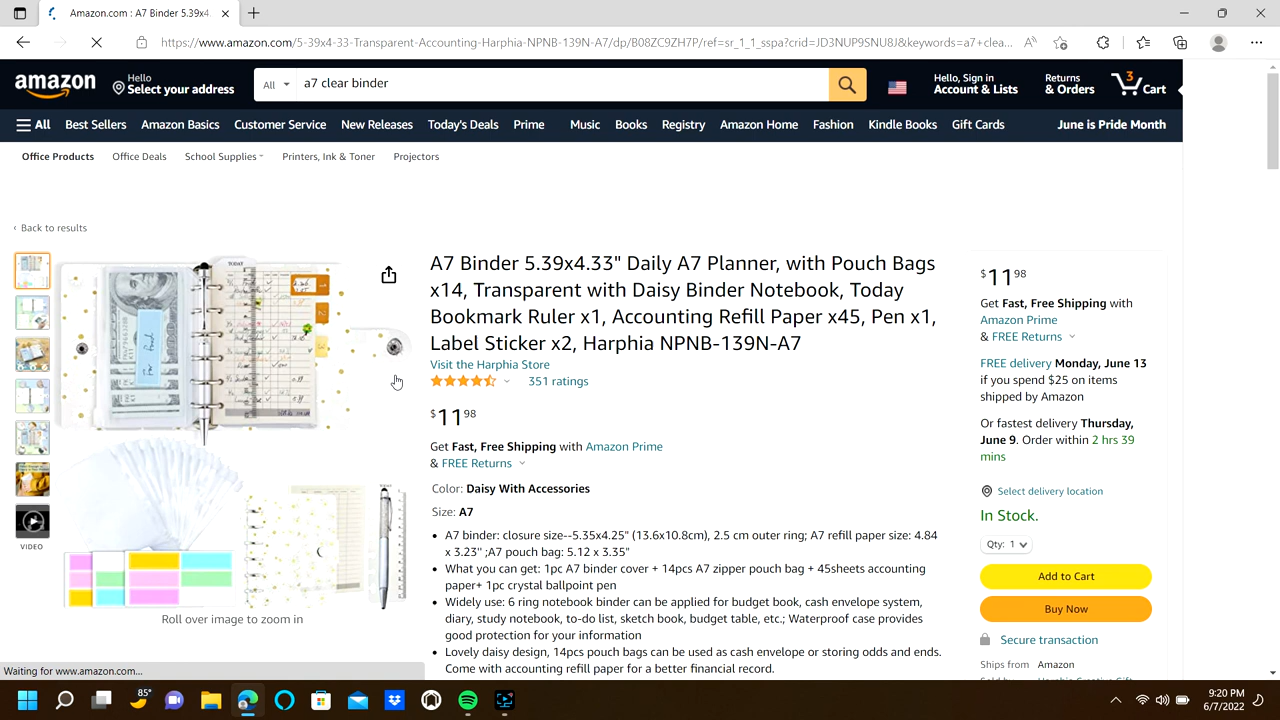 Amazon.com : A7 Binder 5.39x4
https://www.amazon.com/5-39x4-33-Transparent-Accounting-Harphia-NPNB-139N-A7/dp/B08ZC9ZH7P/ref=sr_1_1_sspa?crid=JD3NUP9SNU8J&keywords=a7+clea...
amazon
Hello
Select your address
All
a7 clear binder
Hello, Sign in
Account & Lists
Returns
& Orders
3
Cart
All
Best Sellers
Amazon Basics
Customer Service
New Releases
Today's Deals
Prime
Music
Books
Registry
Amazon Home
Fashion
Kindle Books
Gift Cards
June is Pride Month
Office Products
Office Deals
School Supplies
Printers, Ink & Toner
Projectors
‹ Back to results
TODAY
Roll over image to zoom in
VIDEO
A7 Binder 5.39x4.33" Daily A7 Planner, with Pouch Bags
x14, Transparent with Daisy Binder Notebook, Today
Bookmark Ruler x1, Accounting Refill Paper x45, Pen x1,
Label Sticker x2, Harphia NPNB-139N-A7
Visit the Harphia Store
351 ratings
$11 98
Get Fast, Free Shipping with Amazon Prime
& FREE Returns
Color: Daisy With Accessories
Size: A7
• A7 binder: closure size--5.35x4.25" (13.6x10.8cm), 2.5 cm outer ring; A7 refill paper size: 4.84
x 3.23'' ;A7 pouch bag: 5.12 x 3.35"
• What you can get: 1pc A7 binder cover + 14pcs A7 zipper pouch bag + 45sheets accounting
paper+ 1pc crystal ballpoint pen
• Widely use: 6 ring notebook binder can be applied for budget book, cash envelope system,
diary, study notebook, to-do list, sketch book, budget table, etc.; Waterproof case provides
good protection for your information
• Lovely daisy design, 14pcs pouch bags can be used as cash envelope or storing odds and ends.
Come with accounting refill paper for a better financial record.
$11 98
Get Fast, Free Shipping with
Amazon Prime
& FREE Returns
FREE delivery Monday, June 13
if you spend $25 on items
shipped by Amazon
Or fastest delivery Thursday,
June 9. Order within 2 hrs 39
mins
Select delivery location
In Stock.
Qty: 1
Add to Cart
Buy Now
Secure transaction
Ships from Amazon
Waiting for www.amazon.com...
85°
9:20 PM
6/7/2022